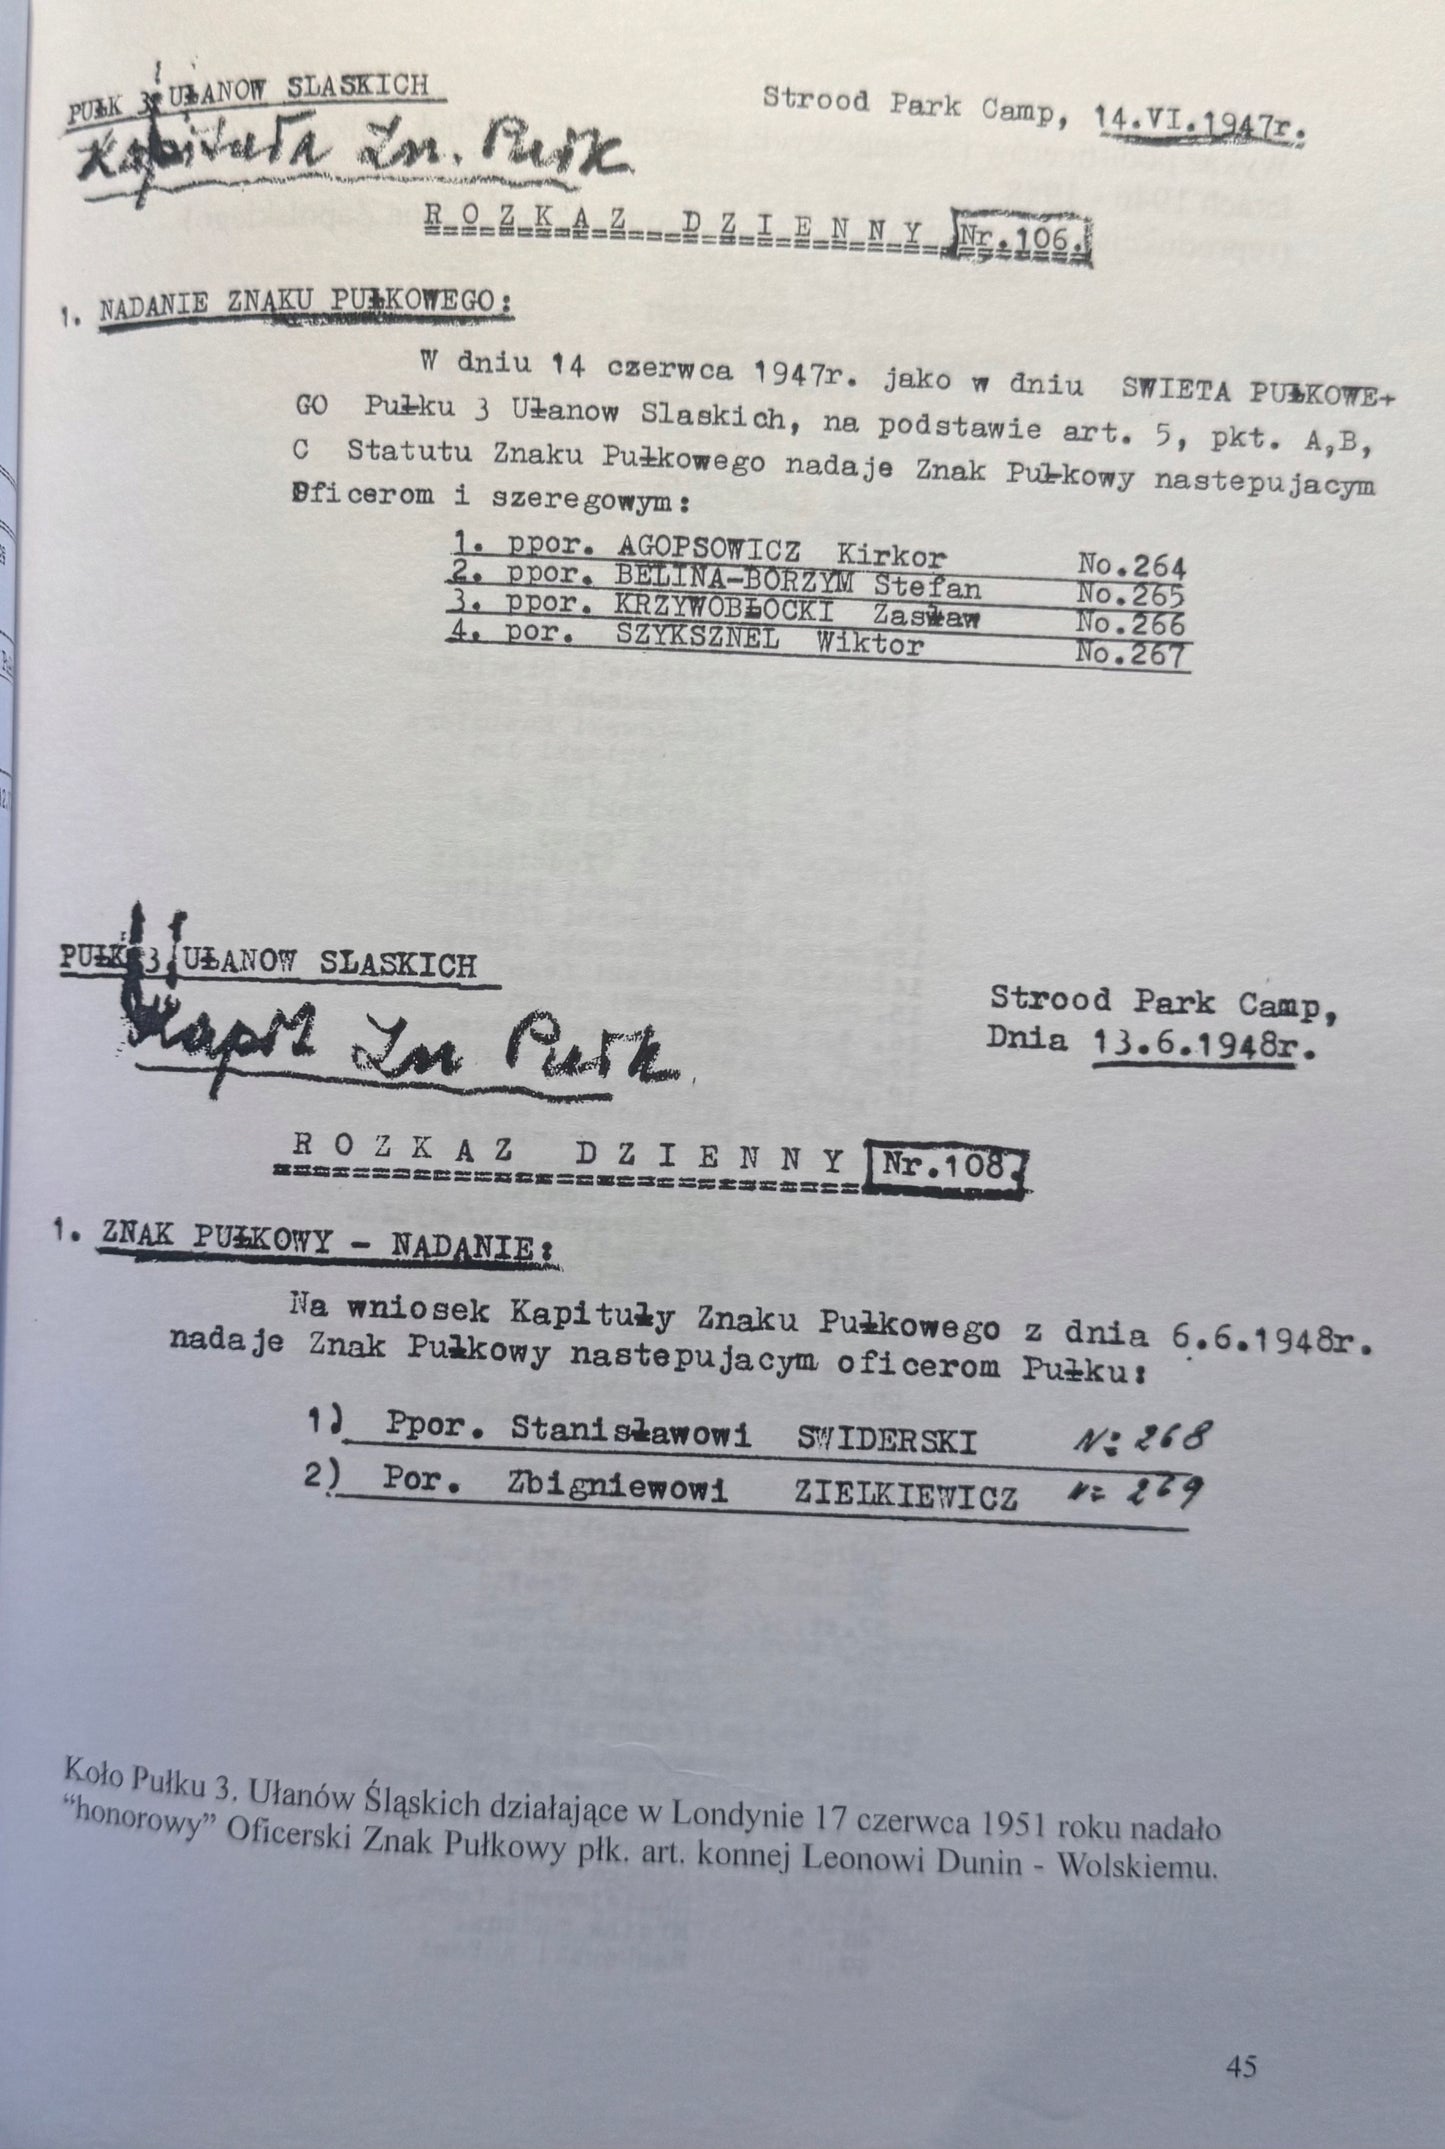 PUŁK 3 UŁANOW SLASKICH
Strood Park Camp, 14.VI.1947r.
Kapituła Zn. Pułk
ROZKAZ DZIENNY Nr.106.
1. NADANIE ZNAKU PUŁKOWEGO:
W dniu 14 czerwca 1947r. jako w dniu SWIETA PUŁKOWE+
GO Pułku 3 Ułanow Slaskich, na podstawie art. 5, pkt. A,B,
C Statutu Znaku Pułkowego nadaje Znak Pułkowy nastepujacym
Oficerom i szeregowym:
1. ppor. AGOPSOWICZ Kirkor No.264
2. ppor. BELINA-BORZYM Stefan No.265
3. ppor. KRZYWOBŁOCKI Zasław No.266
4. por. SZYKSZNEL Wiktor No.267
PUŁK 3 UŁANOW SLASKICH
Kapit Zn Pułk.
Strood Park Camp,
Dnia 13.6.1948r.
ROZKAZ DZIENNY Nr.108.
1. ZNAK PUŁKOWY - NADANIE:
Na wniosek Kapituły Znaku Pułkowego z dnia 6.6.1948r.
nadaje Znak Pułkowy nastepujacym oficerom Pułku:
1) Ppor. Stanisławowi SWIDERSKI N: 268
2) Por. Zbigniewowi ZIELKIEWICZ N: 269
Koło Pułku 3. Ułanów Śląskich działające w Londynie 17 czerwca 1951 roku nadało
“honorowy” Oficerski Znak Pułkowy płk. art. konnej Leonowi Dunin - Wolskiemu.
45